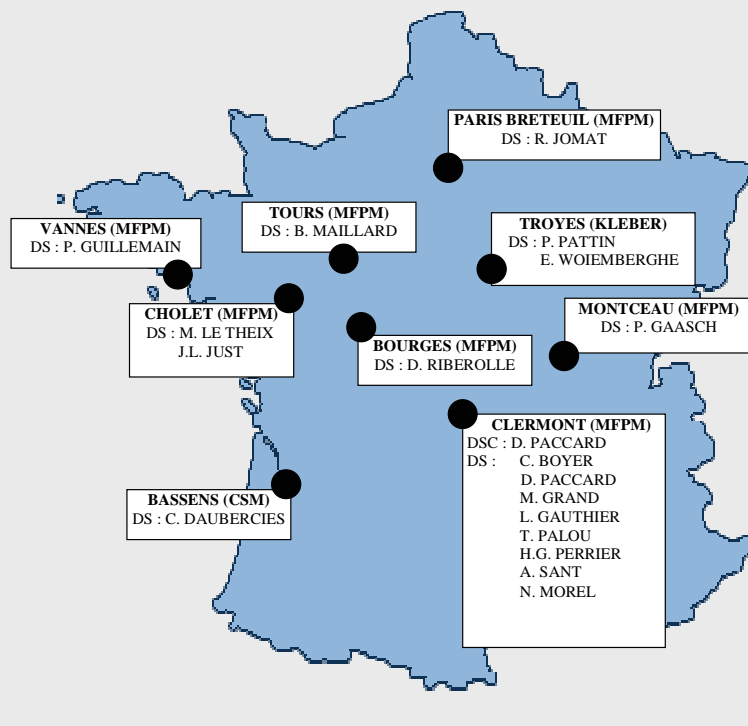 PARIS BRETEUIL (MFPM)
DS : R. JOMAT
TOURS (MFPM)
DS : B. MAILLARD
TROYES (KLEBER)
DS : P. PATTIN
E. WOIEMBERGHE
VANNES (MFPM)
DS : P. GUILLEMAIN
CHOLET (MFPM)
DS : M. LE THEIX
J.L. JUST
MONTCEAU (MFPM)
DS : P. GAASCH
BOURGES (MFPM)
DS : D. RIBEROLLE
CLERMONT (MFPM)
DSC : D. PACCARD
DS : C. BOYER
D. PACCARD
M. GRAND
L. GAUTHIER
T. PALOU
H.G. PERRIER
A. SANT
N. MOREL
BASSENS (CSM)
DS : C. DAUBERCIES